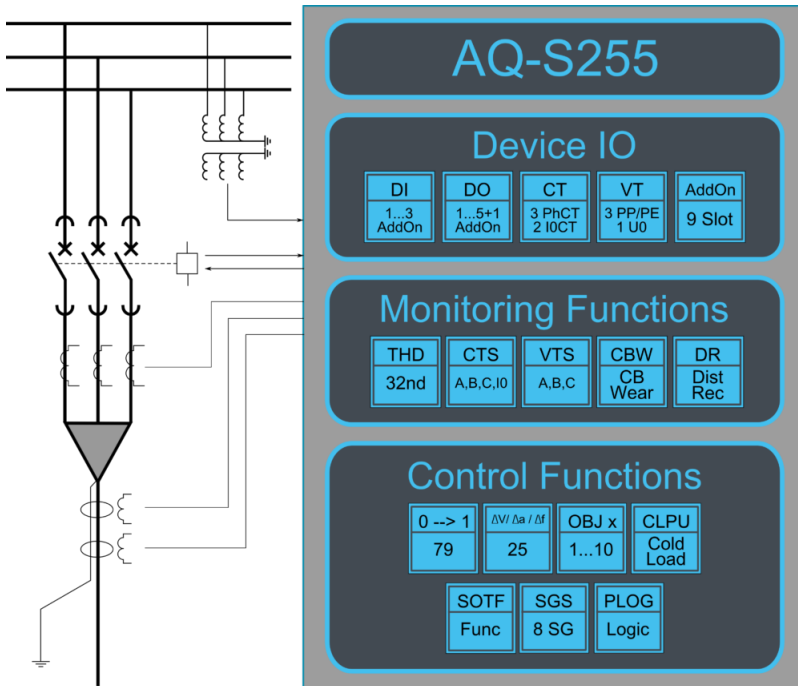 AQ-S255
Device IO
DI
1...3
AddOn
DO
1...5+1
AddOn
CT
3 PhCT
2 I0CT
VT
3 PP/PE
1 U0
AddOn
9 Slot
Monitoring Functions
THD
32nd
CTS
A,B,C,I0
VTS
A,B,C
CBW
CB
Wear
DR
Dist
Rec
Control Functions
0 --> 1
79
ΔV/ Δa / Δf
25
OBJ x
1...10
CLPU
Cold
Load
SOTF
Func
SGS
8 SG
PLOG
Logic